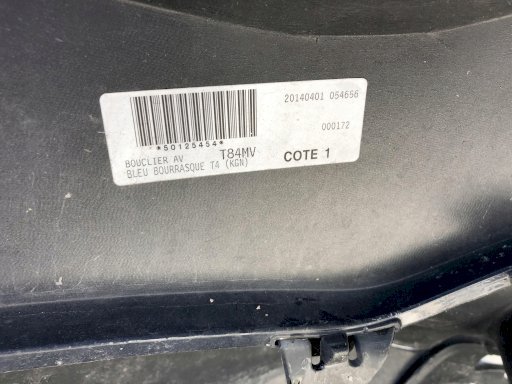 20140401 054656
*50125454*
000172
BOUCLIER AV T84MV COTE 1
BLEU BOURRASQUE T4 (KGN)